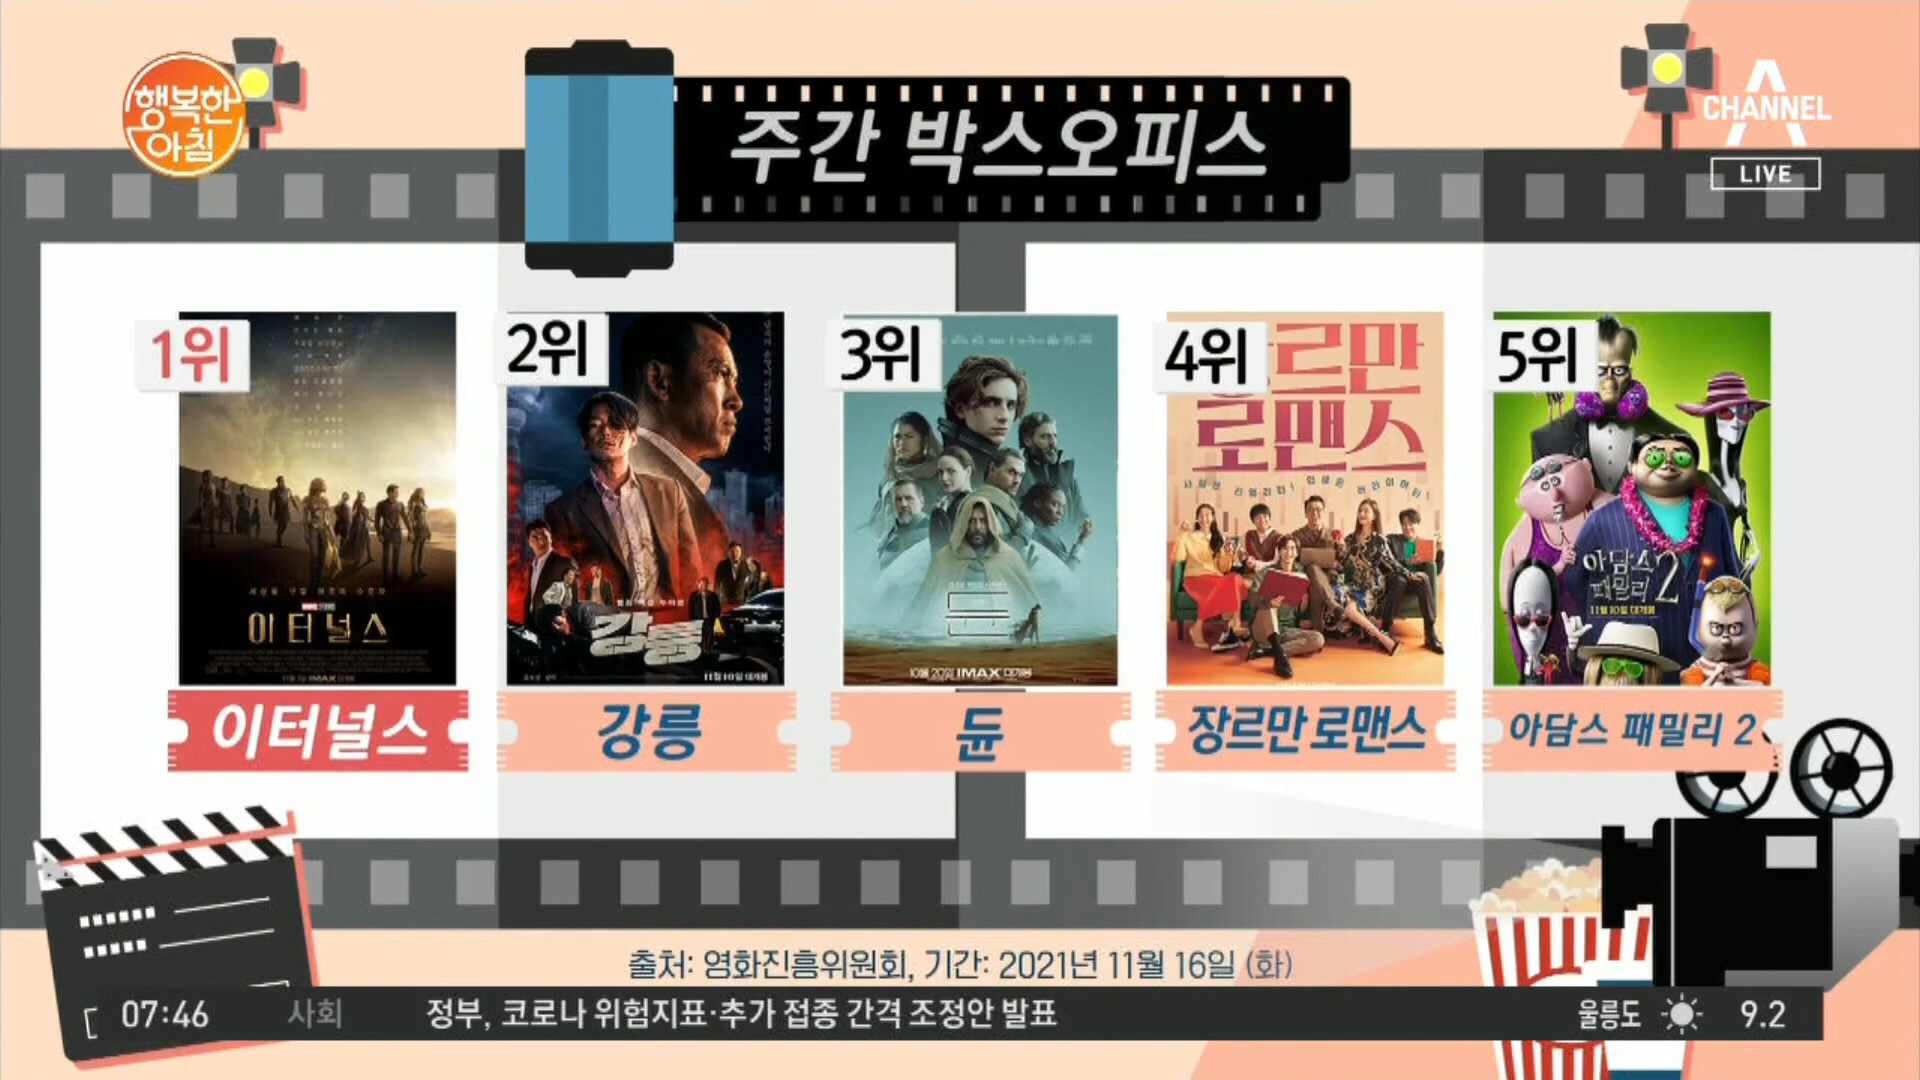 행복한
아침
주간 박스오피스
CHANNEL A
LIVE
1위
2위
3위
4위
5위
이터널스
강릉
11월 10일 대개봉
듄
10월 20일 IMAX 대개봉
장르만
로맨스
아담스
패밀리 2
11월 10일 대개봉
이터널스
강릉
듄
장르만 로맨스
아담스 패밀리 2
출처: 영화진흥위원회, 기간: 2021년 11월 16일 (화)
07:46 사회 정부, 코로나 위험지표·추가 접종 간격 조정안 발표 울릉도 9.2